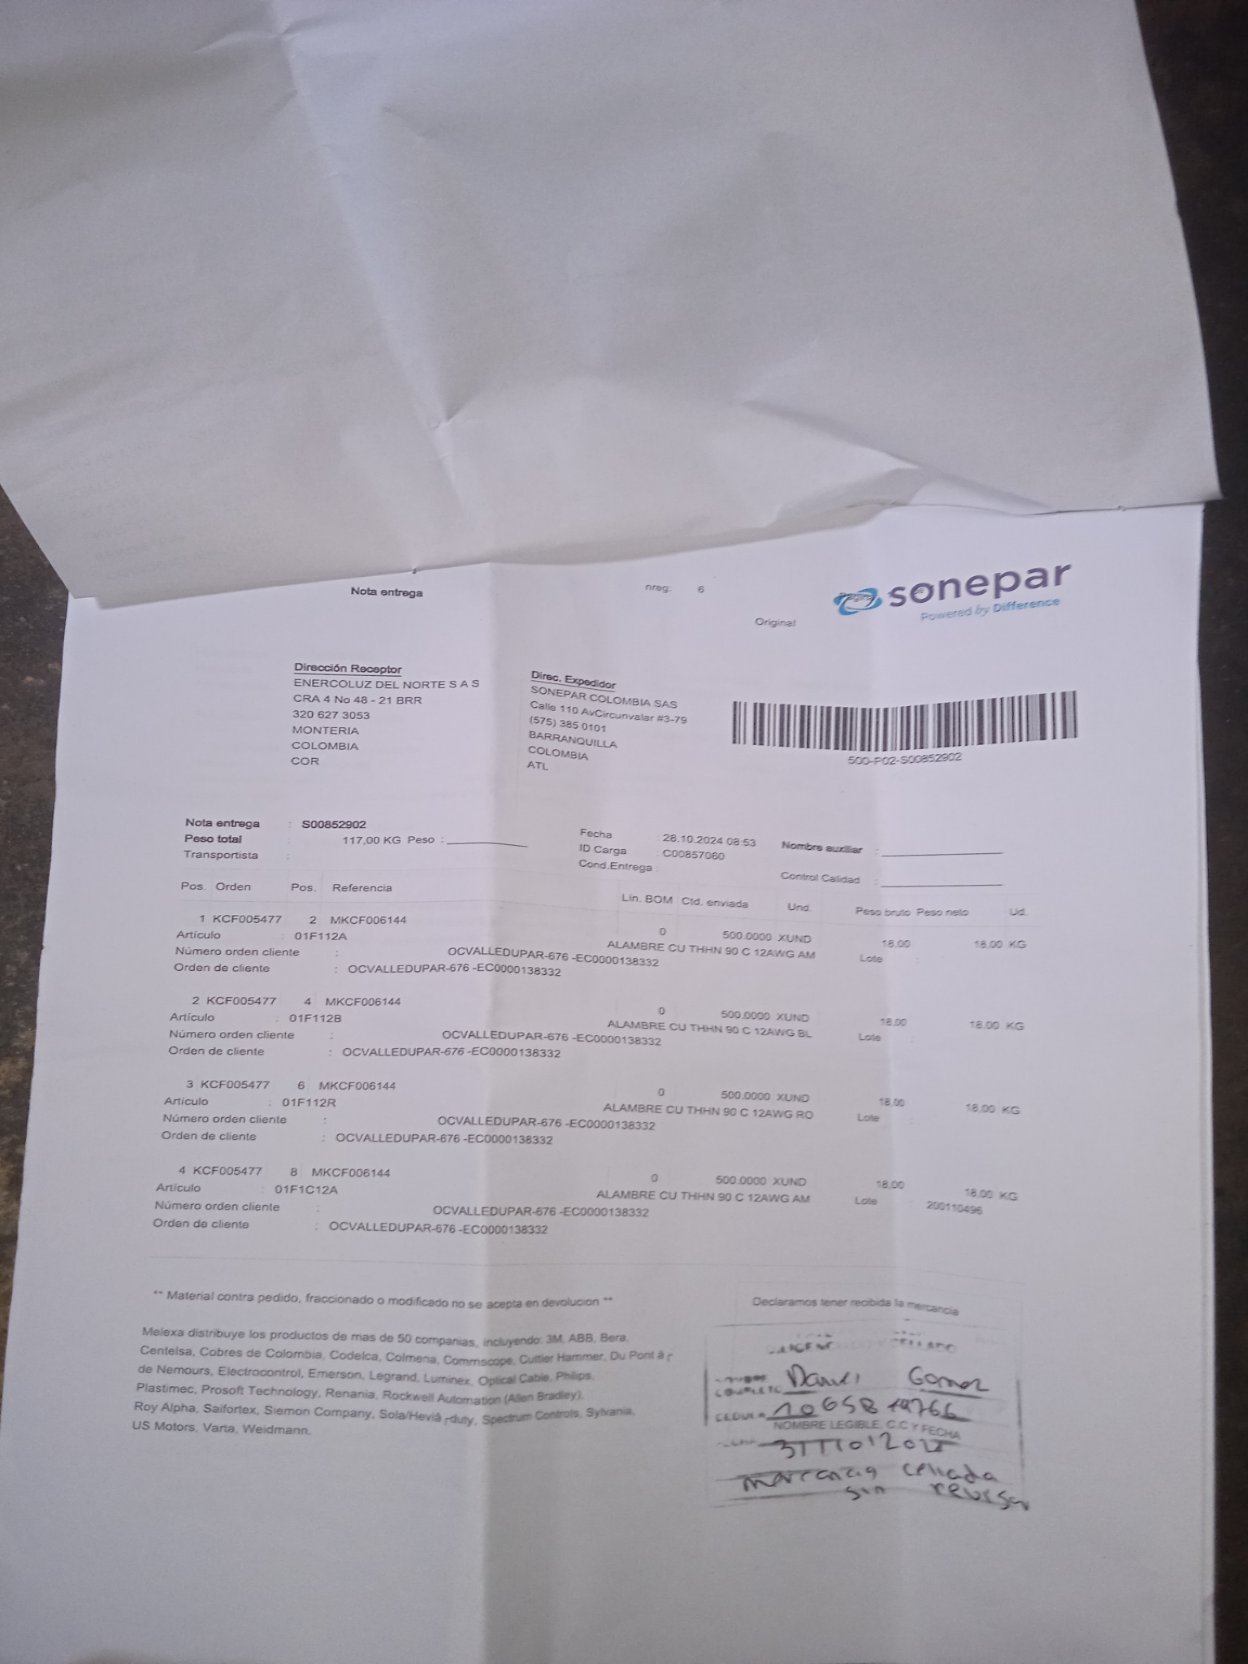 Nota entrega
nreg. 6
Original
sonepar
Powered by Difference
Dirección Receptor
ENERCOLUZ DEL NORTE S A S
CRA 4 No 48 - 21 BRR
320 627 3053
MONTERIA
COLOMBIA
COR
Direc. Expedidor
SONEPAR COLOMBIA SAS
Calle 110 AvCircunvalar #3-79
(575) 385 0101
BARRANQUILLA
COLOMBIA
ATL
500-P02-S00852902
Nota entrega : S00852902
Peso total : 117,00 KG Peso :
Transportista :
Fecha : 28.10.2024 08:53
ID Carga : C00857060
Cond.Entrega :
Nombre auxiliar :
Control Calidad :
Pos. Orden Pos. Referencia Lin. BOM Ctd. enviada Und. Peso bruto Peso neto Ud.
1 KCF005477 2 MKCF006144 0 500.0000 XUND 18.00 18.00 KG
Artículo : 01F112A ALAMBRE CU THHN 90 C 12AWG AM Lote :
Número orden cliente : OCVALLEDUPAR-676 -EC0000138332
Orden de cliente : OCVALLEDUPAR-676 -EC0000138332
2 KCF005477 4 MKCF006144 0 500.0000 XUND 18.00 18.00 KG
Artículo : 01F112B ALAMBRE CU THHN 90 C 12AWG BL Lote :
Número orden cliente : OCVALLEDUPAR-676 -EC0000138332
Orden de cliente : OCVALLEDUPAR-676 -EC0000138332
3 KCF005477 6 MKCF006144 0 500.0000 XUND 18.00 18.00 KG
Artículo : 01F112R ALAMBRE CU THHN 90 C 12AWG RO Lote :
Número orden cliente : OCVALLEDUPAR-676 -EC0000138332
Orden de cliente : OCVALLEDUPAR-676 -EC0000138332
4 KCF005477 8 MKCF006144 0 500.0000 XUND 18.00 18.00 KG
Artículo : 01F1C12A ALAMBRE CU THHN 90 C 12AWG AM Lote : 200110496
Número orden cliente : OCVALLEDUPAR-676 -EC0000138332
Orden de cliente : OCVALLEDUPAR-676 -EC0000138332
** Material contra pedido, fraccionado o modificado no se acepta en devolucion **
Melexa distribuye los productos de mas de 50 companias, incluyendo: 3M, ABB, Bera,
Centelsa, Cobres de Colombia, Codelca, Colmena, Commscope, Cuttler Hammer, Du Pont
de Nemours, Electrocontrol, Emerson, Legrand, Luminex, Optical Cable, Philips,
Plastimec, Prosoft Technology, Renania, Rockwell Automation (Allen Bradley),
Roy Alpha, Saifortex, Siemon Company, Sola/Heviá -duty, Spectrum Controls, Sylvania,
US Motors, Varta, Weidmann.
Declaramos tener recibida la mercancia
Gomez
CEDULA
NOMBRE LEGIBLE, C.C Y FECHA
mercancia cellada
sin revisar